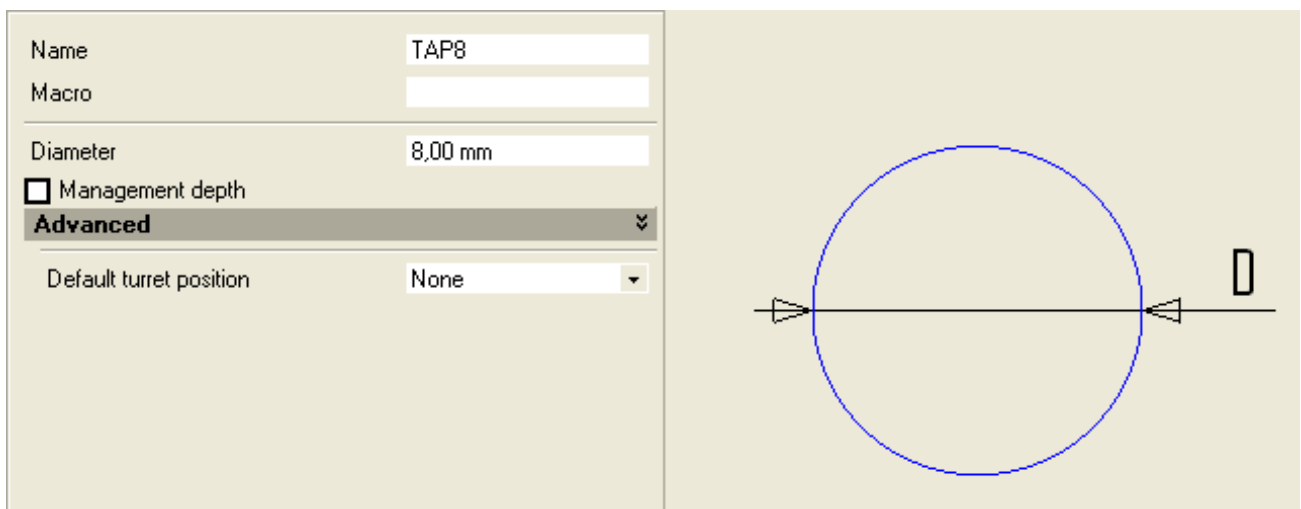 Name TAP8
Macro
Diameter 8,00 mm
Management depth
Advanced
Default turret position None
D